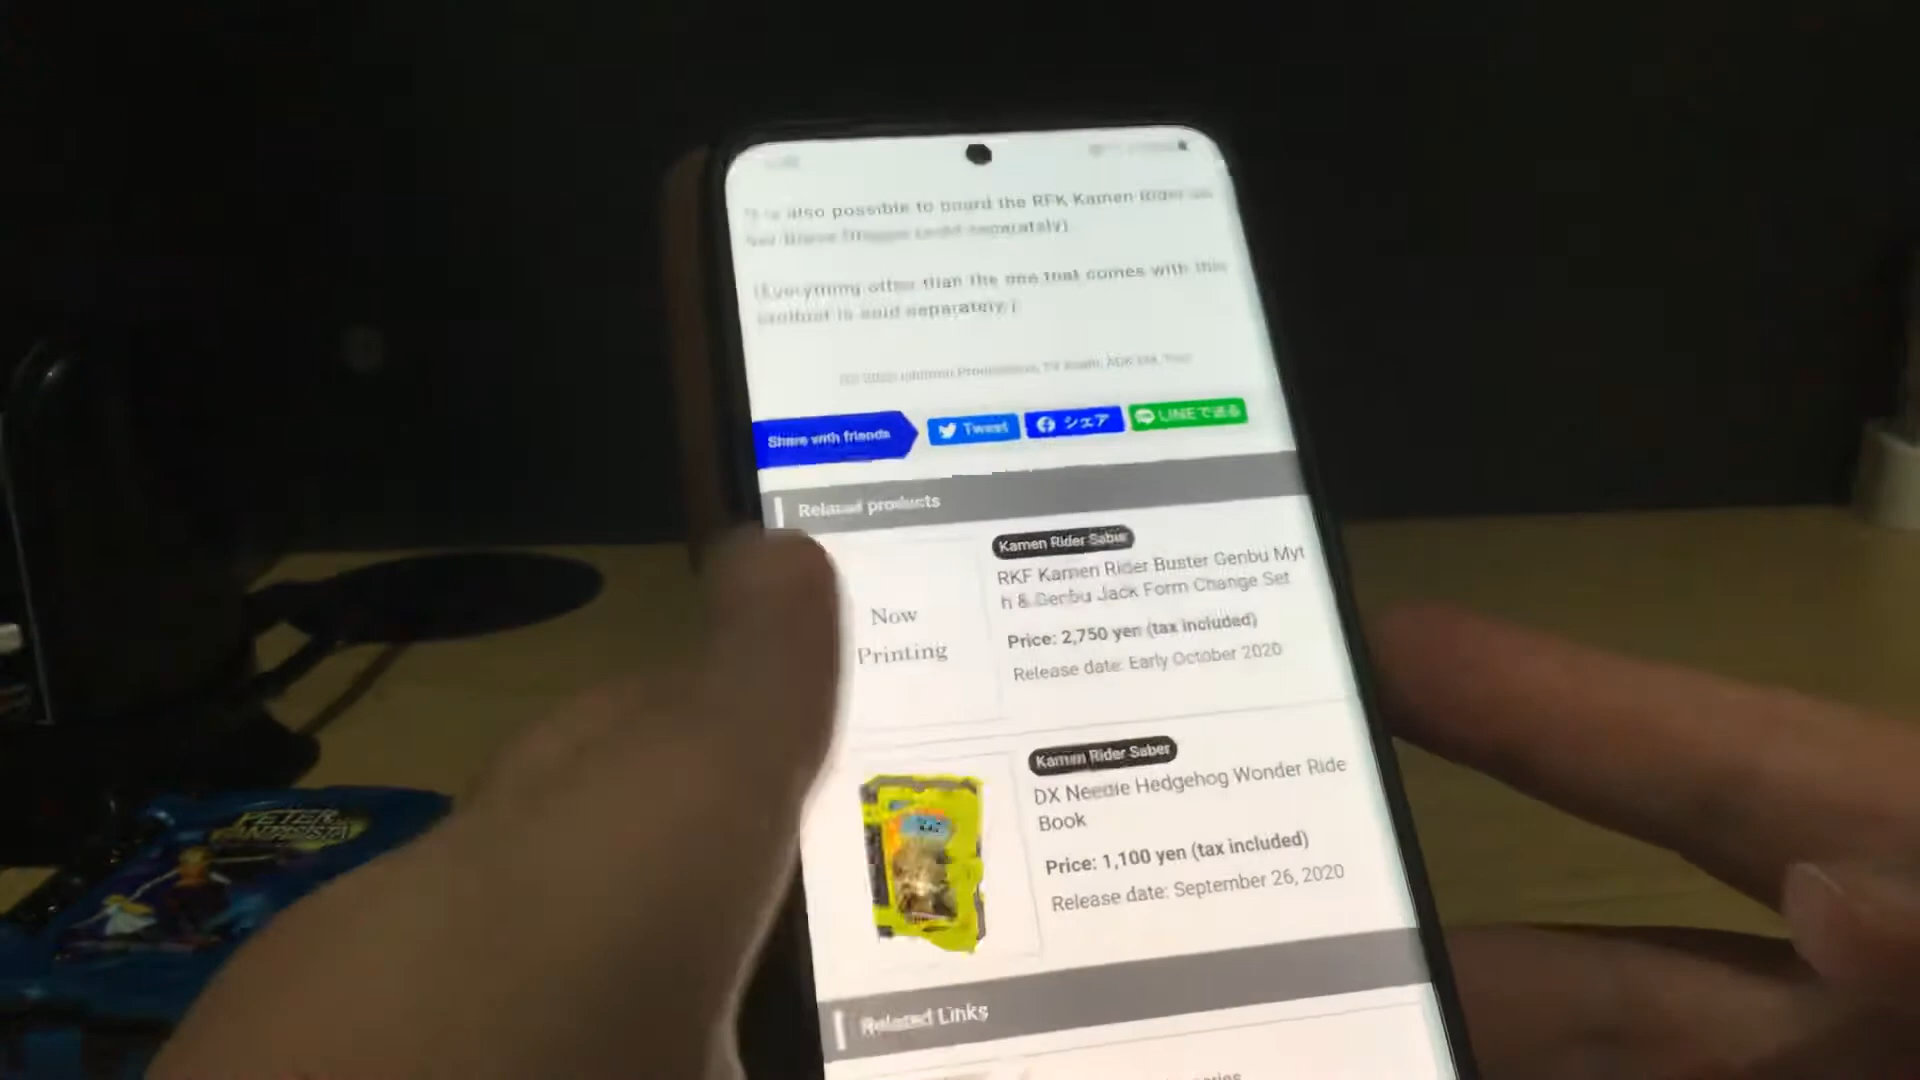 also possible to board the RFK Kamen Rider
separately)
(Everything other than the one that comes with this
product is sold separately.)
Share with friends
Tweet
シェア
LINEで送る
Related products
Now
Printing
Kamen Rider Saber
RKF Kamen Rider Buster Genbu Myt
h & Genbu Jack Form Change Set
Price: 2,750 yen (tax included)
Release date: Early October 2020
Kamen Rider Saber
DX Needle Hedgehog Wonder Ride
Book
Price: 1,100 yen (tax included)
Release date: September 26, 2020
Related Links
PETER
FANTASISTA